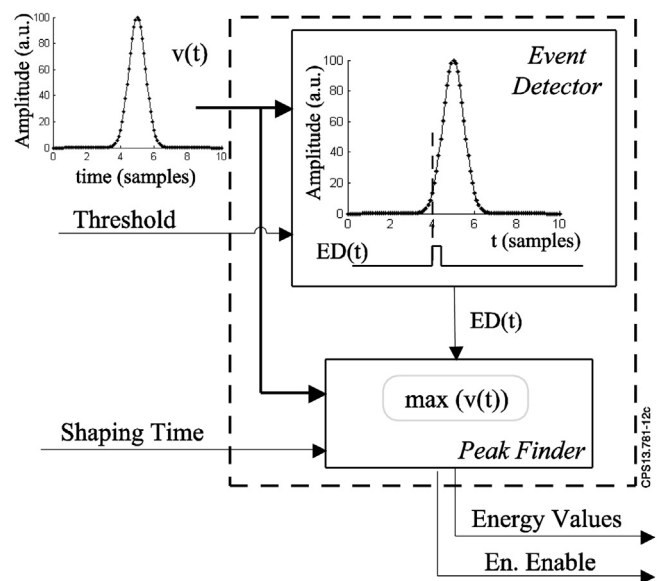 100
80
60
40
20
0
Amplitude (a.u.)
0 2 4 6 8 10
time (samples)
v(t)
Event
Detector
100
80
60
40
20
0
Amplitude (a.u.)
0 2 4 6 8 10
t (samples)
Threshold
ED(t)
ED(t)
max (v(t))
Shaping Time
Peak Finder
CPS13.781-12c
Energy Values
En. Enable